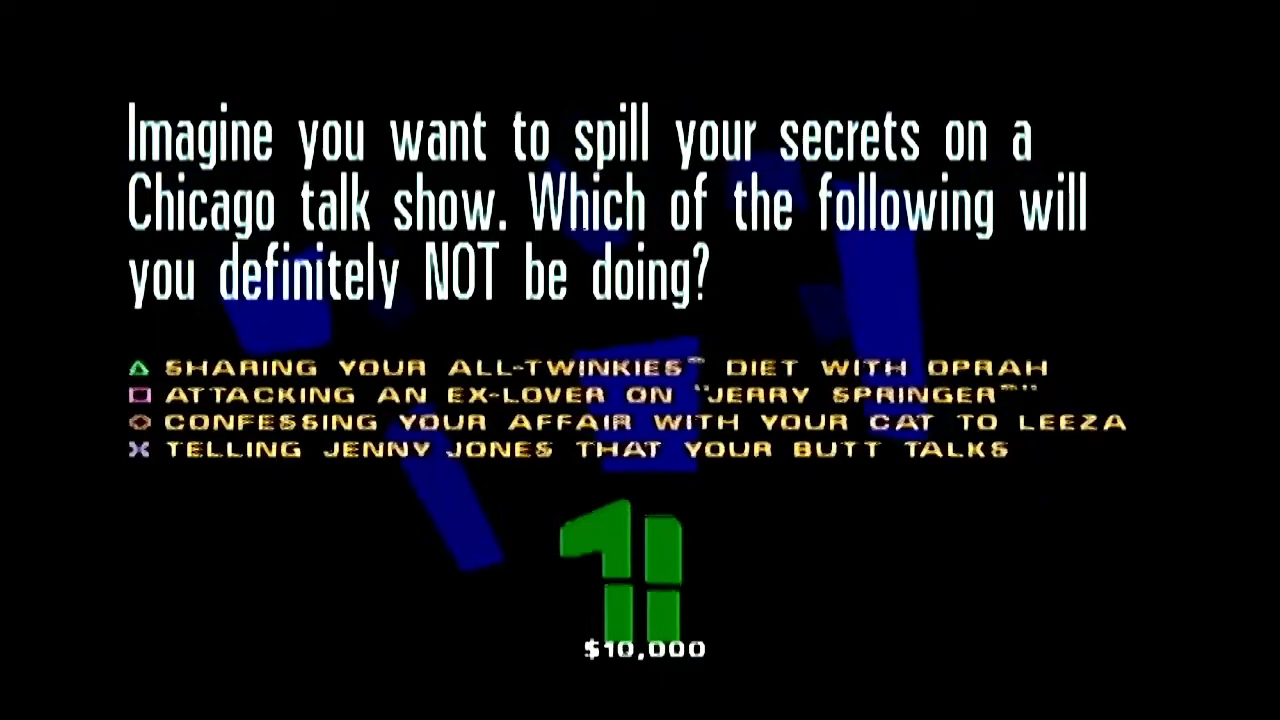 Imagine you want to spill your secrets on a
Chicago talk show. Which of the following will
you definitely NOT be doing?
△ SHARING YOUR ALL-TWINKIES™ DIET WITH OPRAH
□ ATTACKING AN EX-LOVER ON "JERRY SPRINGER™"
○ CONFESSING YOUR AFFAIR WITH YOUR CAT TO LEEZA
X TELLING JENNY JONES THAT YOUR BUTT TALKS
11
$10,000